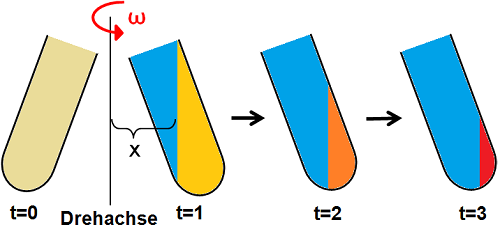 ω
x
t=0
Drehachse
t=1
t=2
t=3